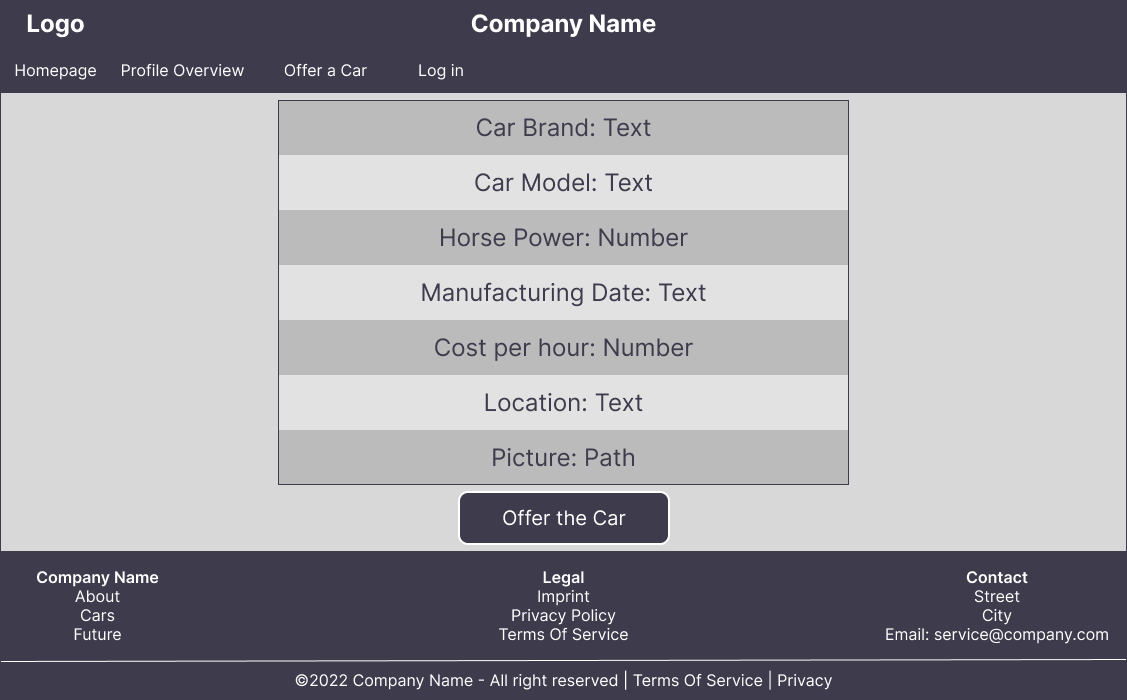 Logo
Company Name
Homepage Profile Overview Offer a Car Log in
Car Brand: Text
Car Model: Text
Horse Power: Number
Manufacturing Date: Text
Cost per hour: Number
Location: Text
Picture: Path
Offer the Car
Company Name
About
Cars
Future
Legal
Imprint
Privacy Policy
Terms Of Service
Contact
Street
City
Email: service@company.com
©2022 Company Name - All right reserved | Terms Of Service | Privacy